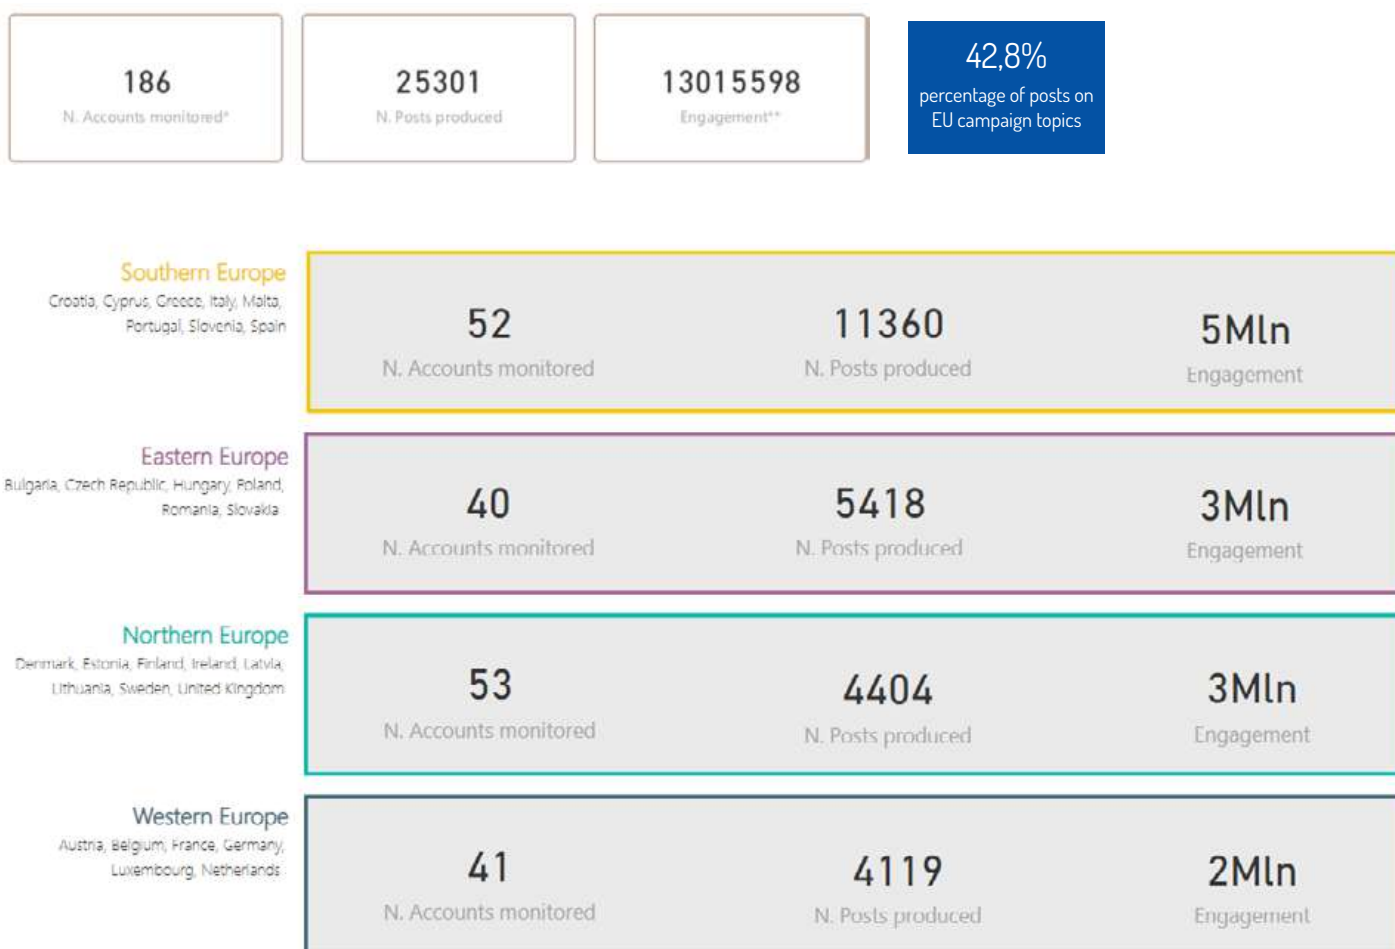 186
N. Accounts monitored*
25301
N. Posts produced
13015598
Engagement**
42,8%
percentage of posts on
EU campaign topics
Southern Europe
Croatia, Cyprus, Greece, Italy, Malta,
Portugal, Slovenia, Spain
52
N. Accounts monitored
11360
N. Posts produced
5Mln
Engagement
Eastern Europe
Bulgaria, Czech Republic, Hungary, Poland,
Romania, Slovakia
40
N. Accounts monitored
5418
N. Posts produced
3Mln
Engagement
Northern Europe
Denmark, Estonia, Finland, Ireland, Latvia,
Lithuania, Sweden, United Kingdom
53
N. Accounts monitored
4404
N. Posts produced
3Mln
Engagement
Western Europe
Austria, Belgium, France, Germany,
Luxembourg, Netherlands
41
N. Accounts monitored
4119
N. Posts produced
2Mln
Engagement